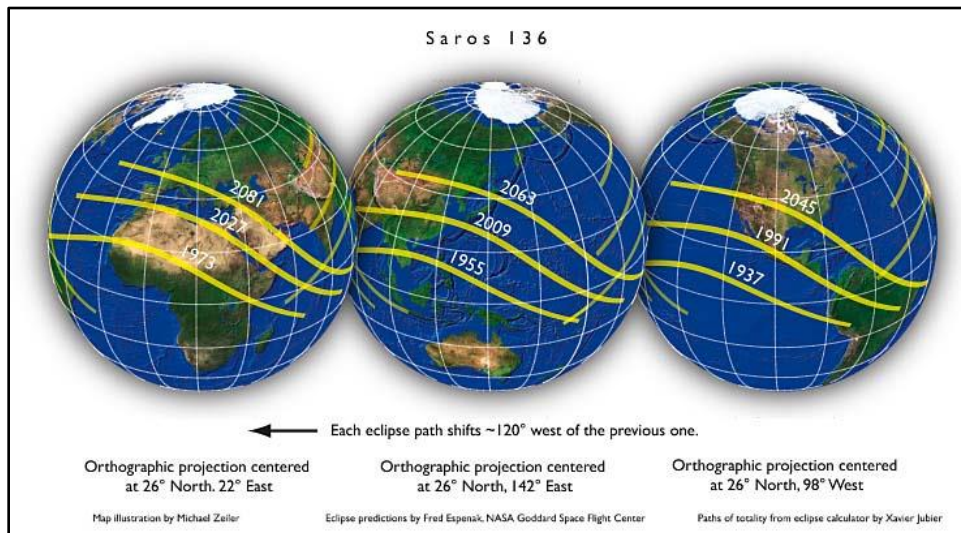 Saros 136
2081
2027
1973
2063
2009
1955
2045
1991
1937
Each eclipse path shifts ~120° west of the previous one.
Orthographic projection centered
at 26° North. 22° East
Orthographic projection centered
at 26° North, 142° East
Orthographic projection centered
at 26° North, 98° West
Map illustration by Michael Zeiler
Eclipse predictions by Fred Espenak, NASA Goddard Space Flight Center
Paths of totality from eclipse calculator by Xavier Jubier